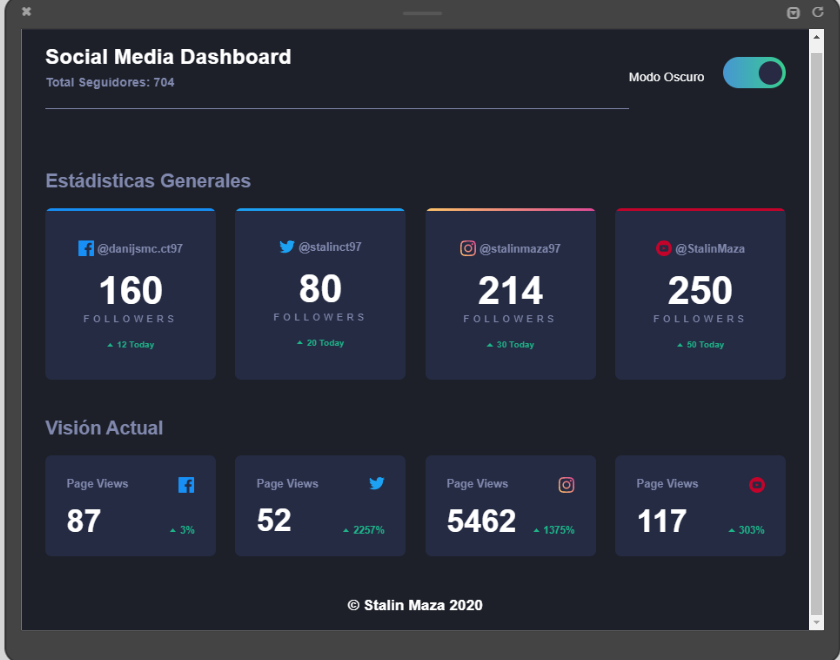 Social Media Dashboard
Total Seguidores: 704
Modo Oscuro
Estádisticas Generales
@danijsmc.ct97
160
FOLLOWERS
12 Today
@stalinct97
80
FOLLOWERS
20 Today
@stalinmaza97
214
FOLLOWERS
30 Today
@StalinMaza
250
FOLLOWERS
50 Today
Visión Actual
Page Views
87
3%
Page Views
52
2257%
Page Views
5462
1375%
Page Views
117
303%
© Stalin Maza 2020